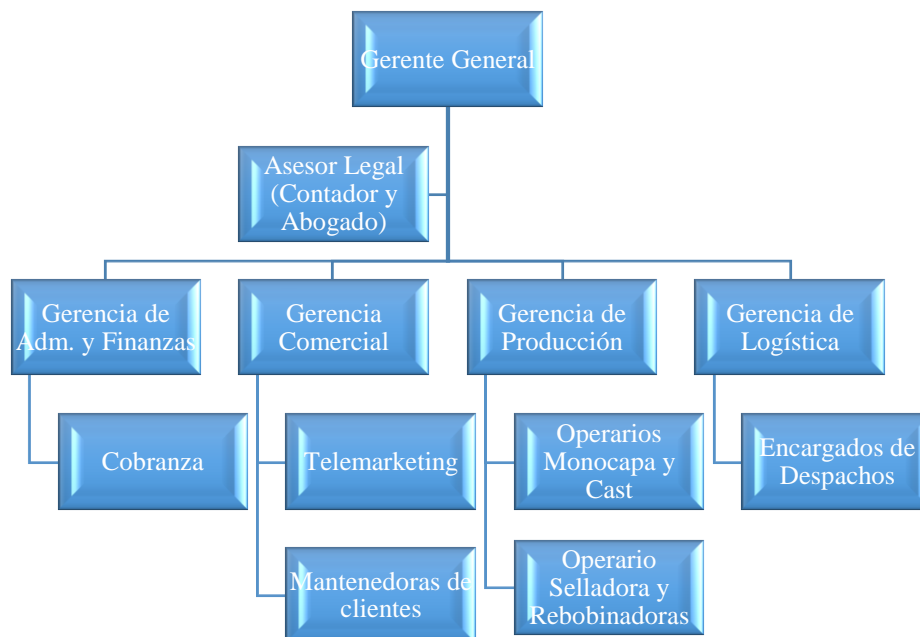 Gerente General
Asesor Legal
(Contador y
Abogado)
Gerencia de
Adm. y Finanzas
Gerencia
Comercial
Gerencia de
Producción
Gerencia de
Logística
Cobranza
Telemarketing
Operarios
Monocapa y
Cast
Encargados de
Despachos
Mantenedoras de
clientes
Operario
Selladora y
Rebobinadoras